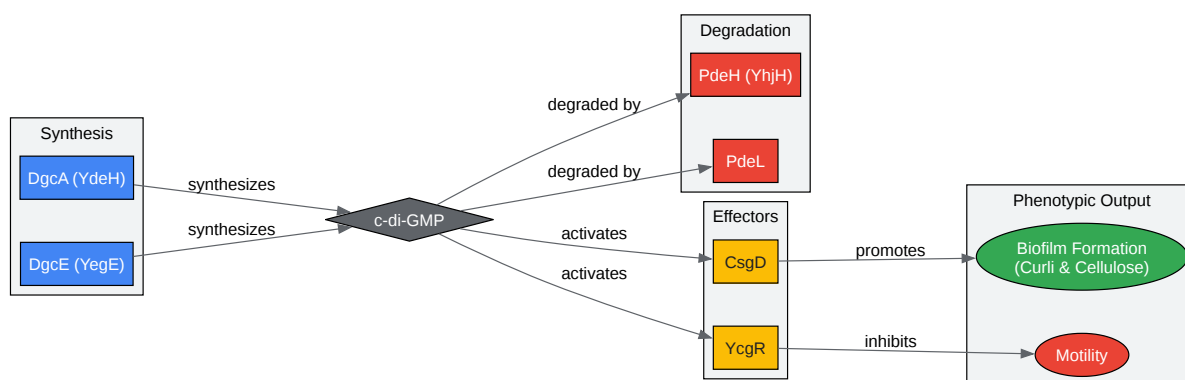 Synthesis
DgcA (YdeH)
DgcE (YegE)
synthesizes
synthesizes
c-di-GMP
degraded by
degraded by
activates
activates
Degradation
PdeH (YhjH)
PdeL
Effectors
CsgD
YcgR
promotes
inhibits
Phenotypic Output
Biofilm Formation
(Curli & Cellulose)
Motility